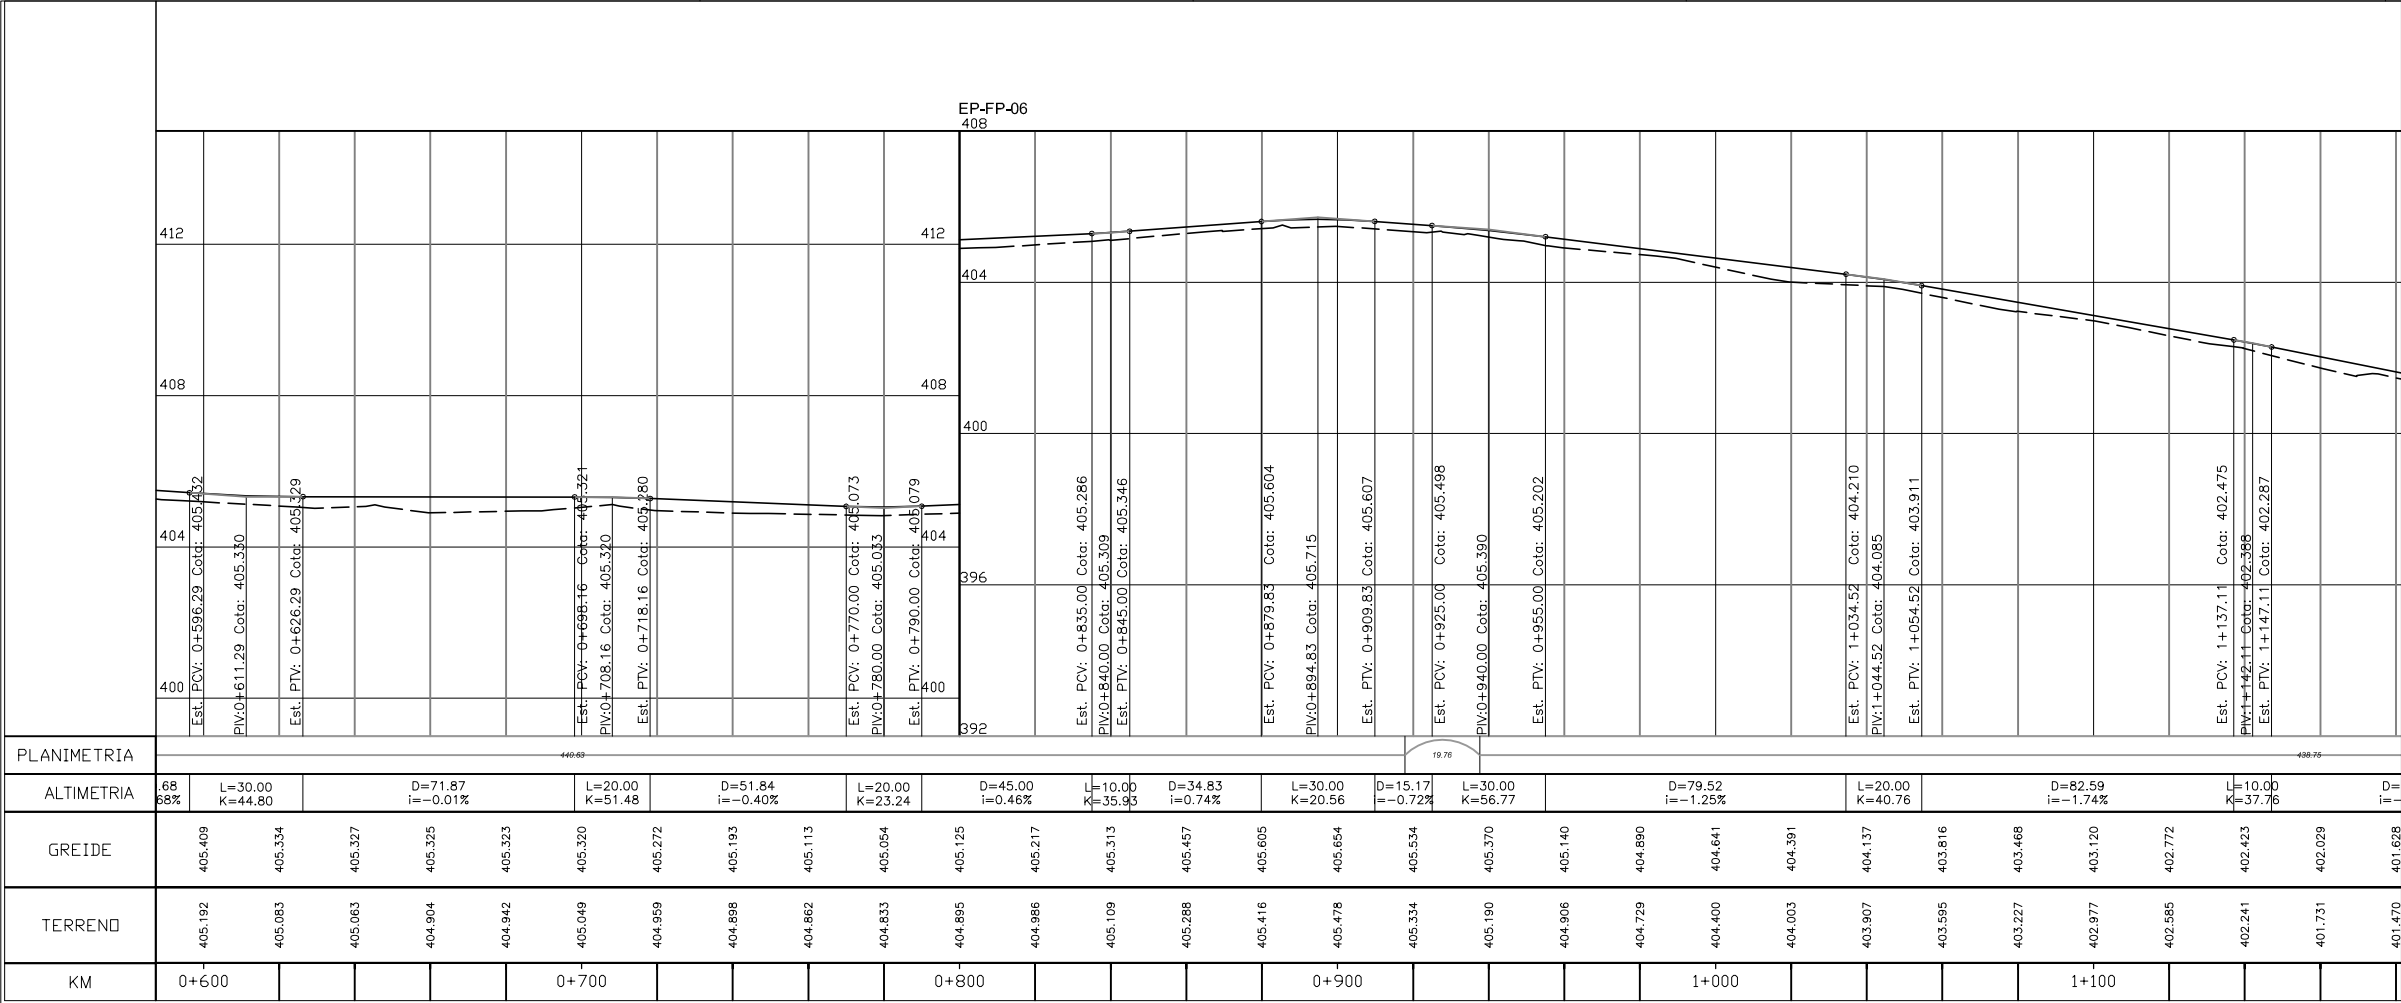 EP-FP-06
408
412
412
404
408
408
400
404
404
396
400
400
392
Est. PCV: 0+596.29 Cota: 405.432
PIV:0+611.29 Cota: 405.330
Est. PTV: 0+626.29 Cota: 405.329
Est. PCV: 0+698.16 Cota: 405.321
PIV:0+708.16 Cota: 405.320
Est. PTV: 0+718.16 Cota: 405.280
Est. PCV: 0+770.00 Cota: 405.073
PIV:0+780.00 Cota: 405.033
Est. PTV: 0+790.00 Cota: 405.079
Est. PCV: 0+835.00 Cota: 405.286
PIV:0+840.00 Cota: 405.309
Est. PTV: 0+845.00 Cota: 405.346
Est. PCV: 0+879.83 Cota: 405.604
PIV:0+894.83 Cota: 405.715
Est. PTV: 0+909.83 Cota: 405.607
Est. PCV: 0+925.00 Cota: 405.498
PIV:0+940.00 Cota: 405.390
Est. PTV: 0+955.00 Cota: 405.202
Est. PCV: 1+034.52 Cota: 404.210
PIV:1+044.52 Cota: 404.085
Est. PTV: 1+054.52 Cota: 403.911
Est. PCV: 1+137.11 Cota: 402.475
PIV:1+142.11 Cota: 402.388
Est. PTV: 1+147.11 Cota: 402.287
PLANIMETRIA 440.63 19.76 438.75
ALTIMETRIA
.68 L=30.00 D=71.87 L=20.00 D=51.84 L=20.00 D=45.00 L=10.00 D=34.83 L=30.00 D=15.17 L=30.00 D=79.52 L=20.00 D=82.59 L=10.00 D=
68% K=44.80 i=-0.01% K=51.48 i=-0.40% K=23.24 i=0.46% K=35.93 i=0.74% K=20.56 i=-0.72% K=56.77 i=-1.25% K=40.76 i=-1.74% K=37.76 i=-
GREIDE 405.409 405.334 405.327 405.325 405.323 405.320 405.272 405.193 405.113 405.054 405.125 405.217 405.313 405.457 405.605 405.654 405.534 405.370 405.140 404.890 404.641 404.391 404.137 403.816 403.468 403.120 402.772 402.423 402.029 401.628
TERRENO 405.192 405.083 405.063 404.904 404.942 405.049 404.959 404.898 404.862 404.833 404.895 404.986 405.109 405.288 405.416 405.478 405.334 405.190 404.906 404.729 404.400 404.003 403.907 403.595 403.227 402.977 402.585 402.241 401.731 401.470
KM 0+600 0+700 0+800 0+900 1+000 1+100